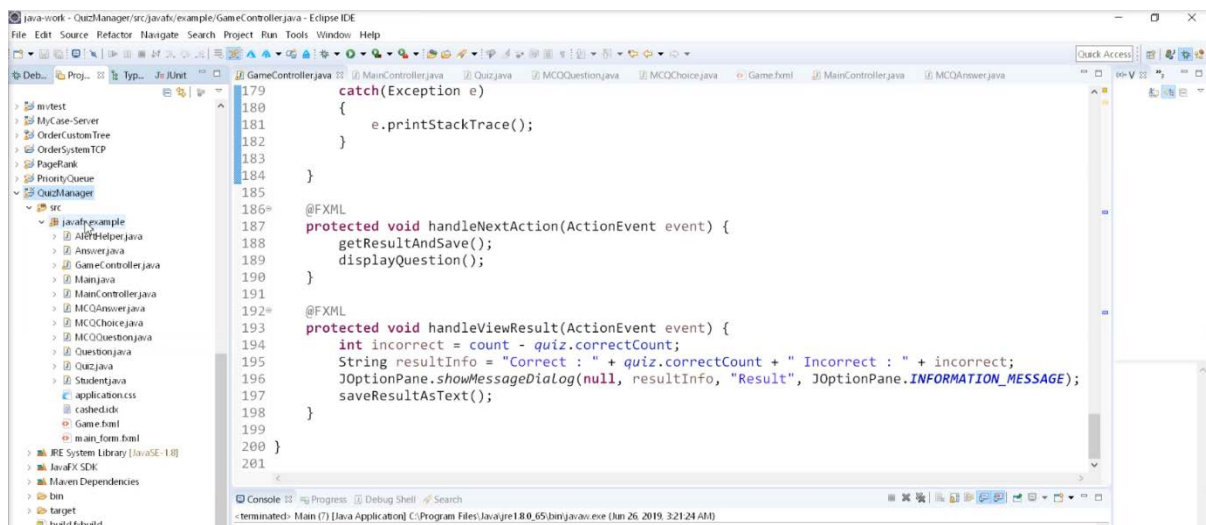 java-work - QuizManager/src/javafx/example/GameController.java - Eclipse IDE
File Edit Source Refactor Navigate Search Project Run Tools Window Help
Quick Access
Deb... Proj... Typ... JUnit
GameController.java MainController.java Quiz.java MCQQuestion.java MCQChoice.java Game.fxml MainController.java MCQAnswer.java
mvtest
MyCase-Server
OrderCustomTree
OrderSystemTCP
PageRank
PriorityQueue
QuizManager
src
javafx.example
AlertHelper.java
Answer.java
GameController.java
Main.java
MainController.java
MCQAnswer.java
MCQChoice.java
MCQQuestion.java
Question.java
Quiz.java
Student.java
application.css
cashed.idx
Game.fxml
main_form.fxml
JRE System Library [JavaSE-1.8]
JavaFX SDK
Maven Dependencies
bin
target
build.fxbuild
179 catch(Exception e)
180 {
181 e.printStackTrace();
182 }
183
184 }
185
186 @FXML
187 protected void handleNextAction(ActionEvent event) {
188 getResultAndSave();
189 displayQuestion();
190 }
191
192 @FXML
193 protected void handleViewResult(ActionEvent event) {
194 int incorrect = count - quiz.correctCount;
195 String resultInfo = "Correct : " + quiz.correctCount + " Incorrect : " + incorrect;
196 JOptionPane.showMessageDialog(null, resultInfo, "Result", JOptionPane.INFORMATION_MESSAGE);
197 saveResultAsText();
198 }
199
200 }
201
Console Progress Debug Shell Search
<terminated> Main (7) [Java Application] C:\Program Files\Java\jre1.8.0_65\bin\javaw.exe (Jun 26, 2019, 3:21:24 AM)